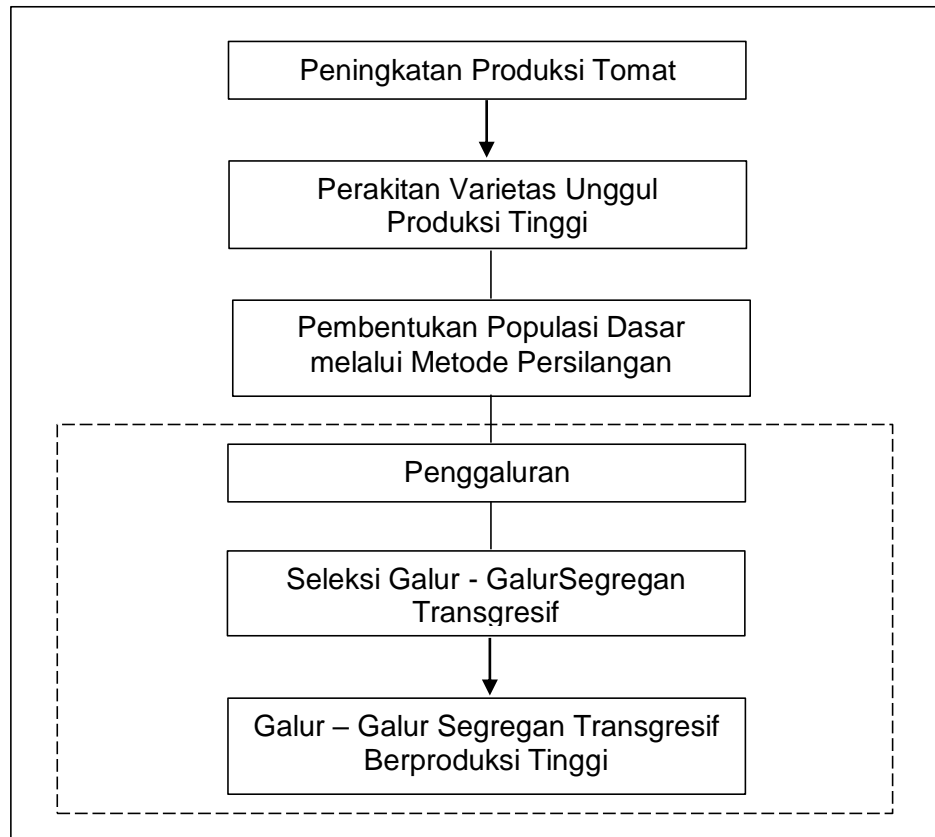 Peningkatan Produksi Tomat
Perakitan Varietas Unggul
Produksi Tinggi
Pembentukan Populasi Dasar
melalui Metode Persilangan
Penggaluran
Seleksi Galur - GalurSegregan
Transgresif
Galur – Galur Segregan Transgresif
Berproduksi Tinggi